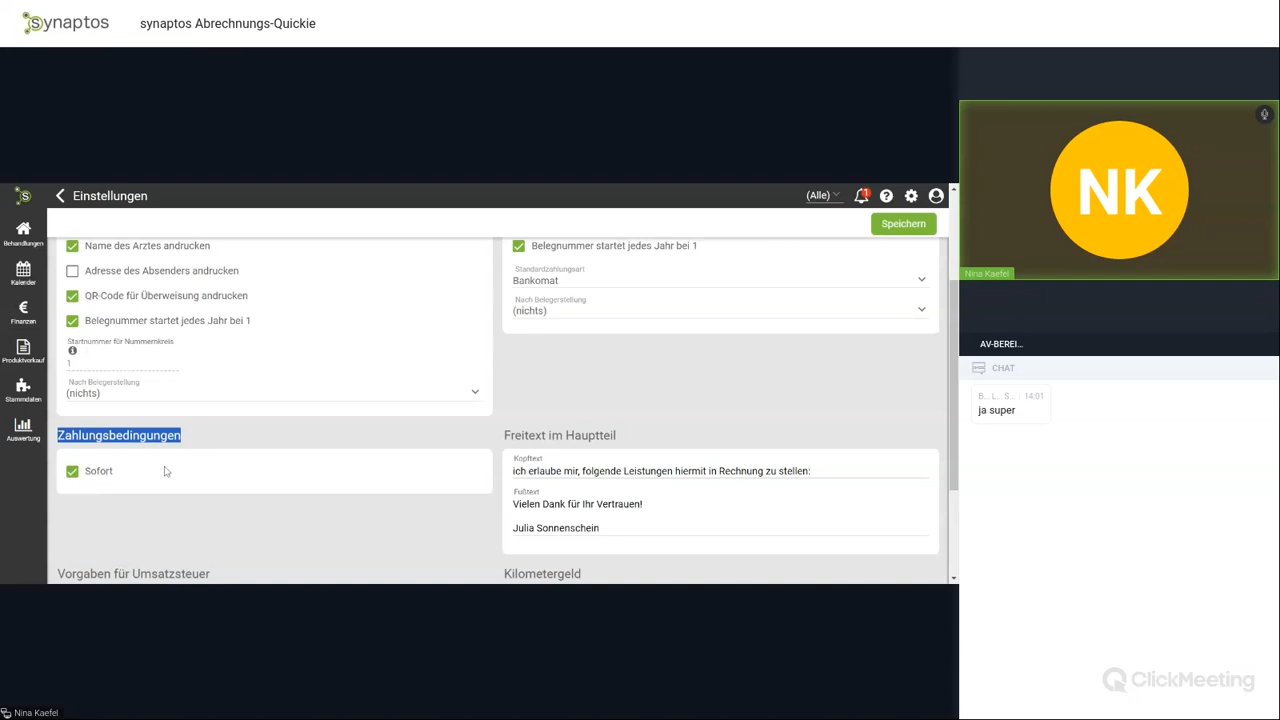 synaptos
synaptos Abrechnungs-Quickie
Einstellungen
(Alle)
1
Speichern
Behandlungen
Kalender
Finanzen
Produktverkauf
Stammdaten
Auswertung
Name des Arztes andrucken
Adresse des Absenders andrucken
QR-Code für Überweisung andrucken
Belegnummer startet jedes Jahr bei 1
Startnummer für Nummernkreis
1
Nach Belegerstellung
(nichts)
Belegnummer startet jedes Jahr bei 1
Standardzahlungsart
Bankomat
Nach Belegerstellung
(nichts)
Zahlungsbedingungen
Sofort
Freitext im Hauptteil
Kopftext
ich erlaube mir, folgende Leistungen hiermit in Rechnung zu stellen:
Fußtext
Vielen Dank für Ihr Vertrauen!
Julia Sonnenschein
Vorgaben für Umsatzsteuer
Kilometergeld
NK
Nina Kaefel
AV-BEREI...
CHAT
B... L... S... 14:01
ja super
ClickMeeting
Nina Kaefel